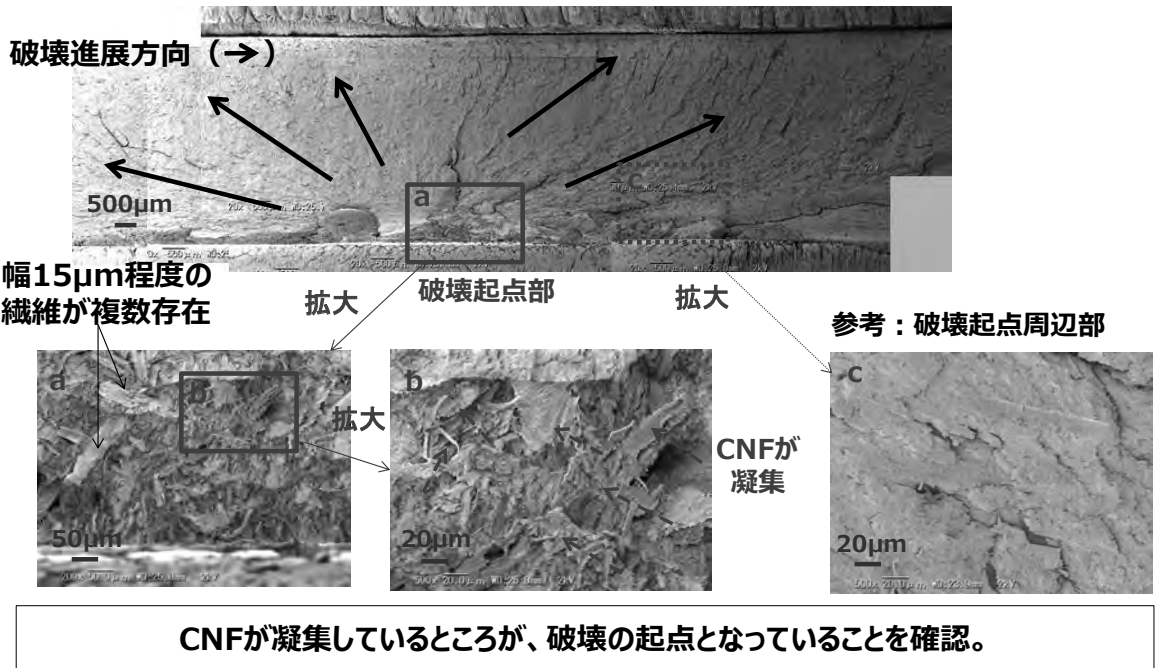 破壊進展方向（→）
500μm
a
c
破壊起点部
拡大
拡大
幅15μm程度の
繊維が複数存在
参考：破壊起点周辺部
a
b
拡大
b
CNFが
凝集
c
50μm
20μm
20μm
CNFが凝集しているところが、破壊の起点となっていることを確認。